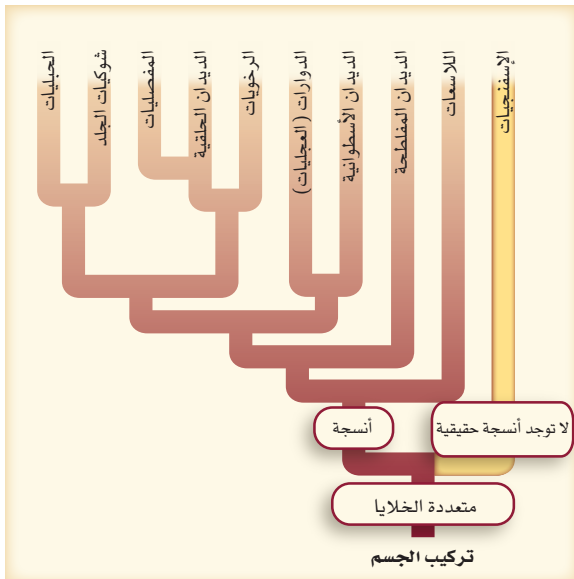 الإسفنجيات
اللاسعات
الديدان المفلطحة
الديدان الأسطوانية
الدوارات (العجليات)
الرخويات
الديدان الحلقية
المفصليات
شوكيات الجلد
الحبليات
لا توجد أنسجة حقيقية
أنسجة
متعددة الخلايا
تركيب الجسم